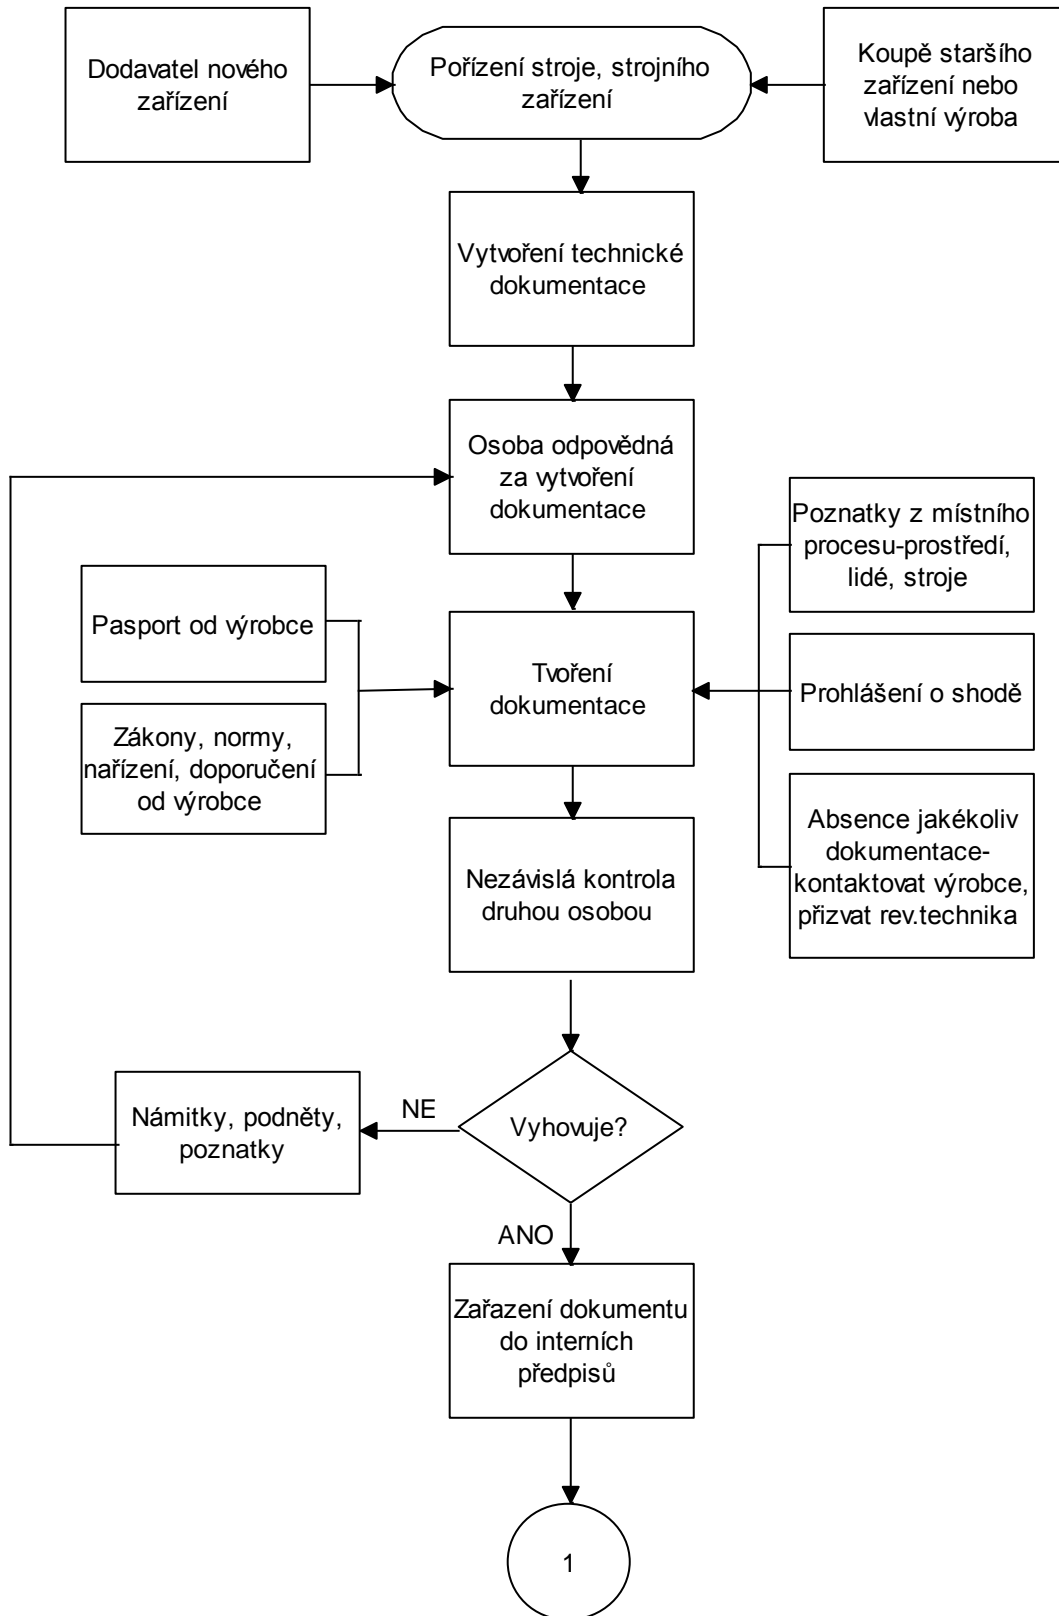 Dodavatel nového
zařízení
Pořízení stroje, strojního
zařízení
Koupě staršího
zařízení nebo
vlastní výroba
Vytvoření technické
dokumentace
Osoba odpovědná
za vytvoření
dokumentace
Poznatky z místního
procesu-prostředí,
lidé, stroje
Pasport od výrobce
Tvoření
dokumentace
Prohlášení o shodě
Zákony, normy,
nařízení, doporučení
od výrobce
Absence jakékoliv
dokumentace-
kontaktovat výrobce,
přizvat rev.technika
Nezávislá kontrola
druhou osobou
Námitky, podněty,
poznatky
NE
Vyhovuje?
ANO
Zařazení dokumentu
do interních
předpisů
1